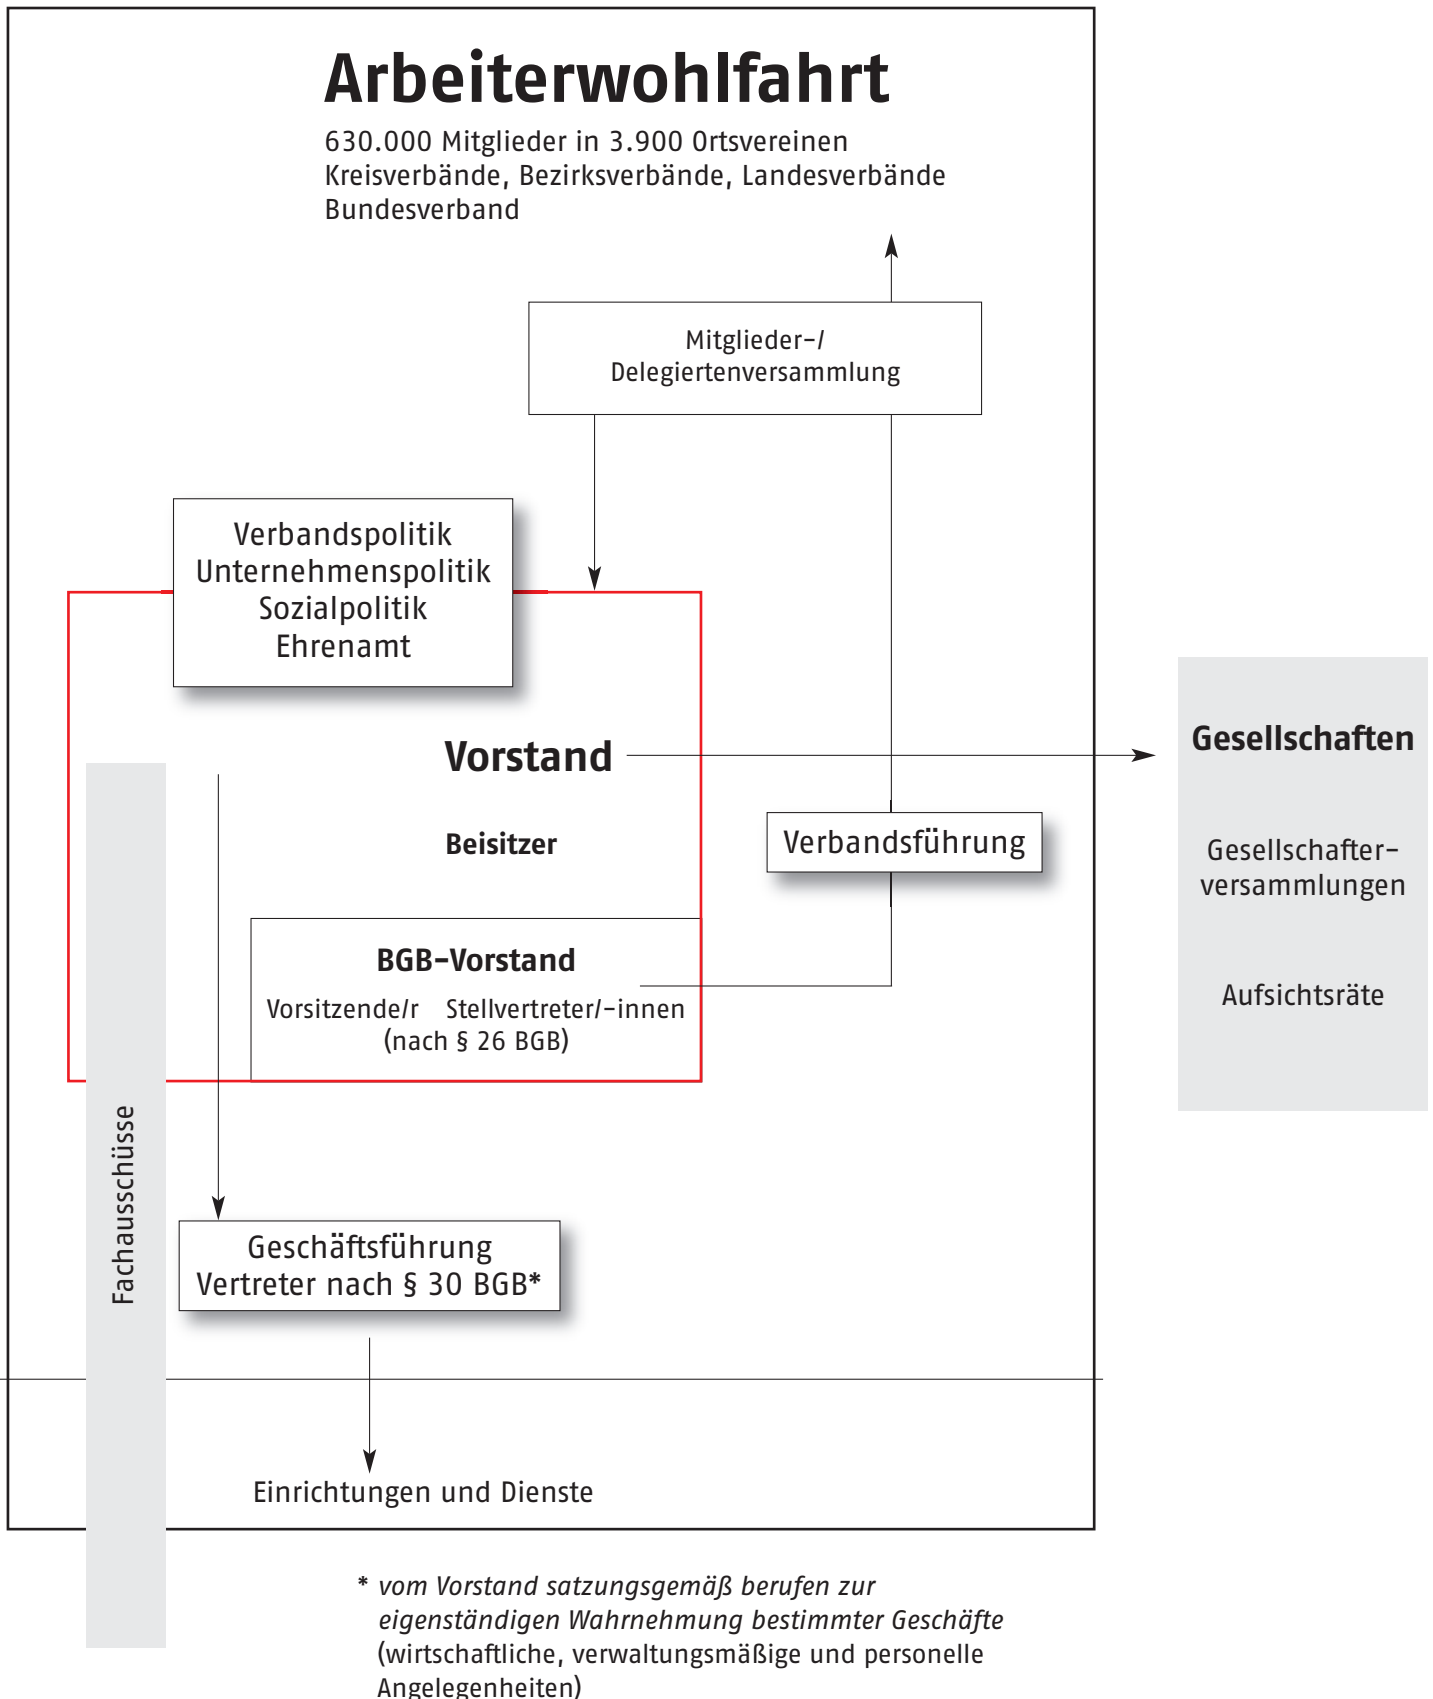 Arbeiterwohlfahrt
630.000 Mitglieder in 3.900 Ortsvereinen
Kreisverbände, Bezirksverbände, Landesverbände
Bundesverband
Mitglieder-/
Delegiertenversammlung
Verbandspolitik
Unternehmenspolitik
Sozialpolitik
Ehrenamt
Vorstand
Beisitzer
Verbandsführung
BGB-Vorstand
Vorsitzende/r Stellvertreter/-innen
(nach § 26 BGB)
Gesellschaften
Gesellschafter-
versammlungen
Aufsichtsräte
Fachausschüsse
Geschäftsführung
Vertreter nach § 30 BGB*
Einrichtungen und Dienste
* vom Vorstand satzungsgemäß berufen zur
eigenständigen Wahrnehmung bestimmter Geschäfte
(wirtschaftliche, verwaltungsmäßige und personelle
Angelegenheiten)